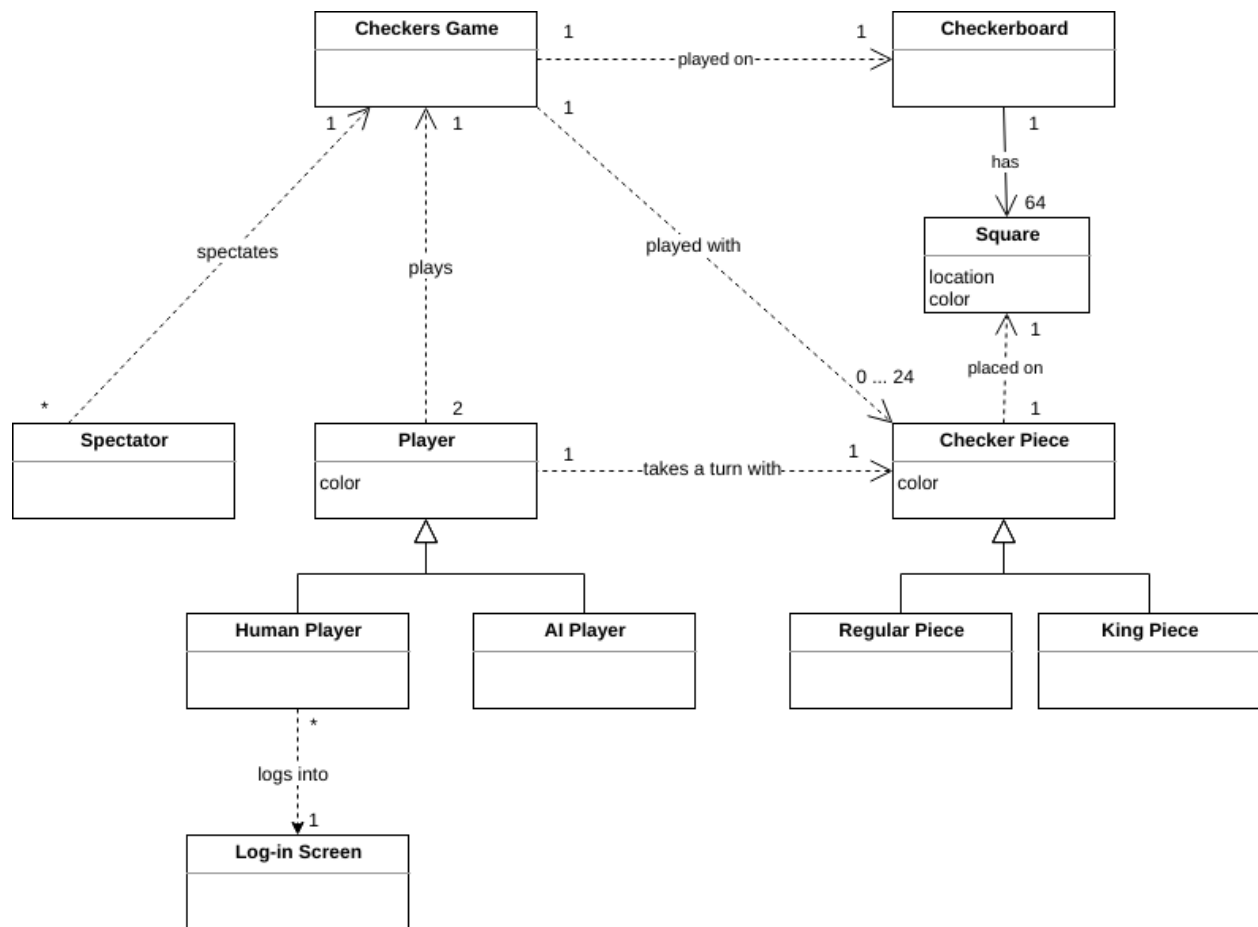 Checkers Game
1
played on
1
Checkerboard
1
1
1
1
has
64
Square
location
color
spectates
plays
played with
1
placed on
0 ... 24
*
2
1
Spectator
Player
color
1
takes a turn with
1
Checker Piece
color
Human Player
AI Player
Regular Piece
King Piece
*
logs into
1
Log-in Screen